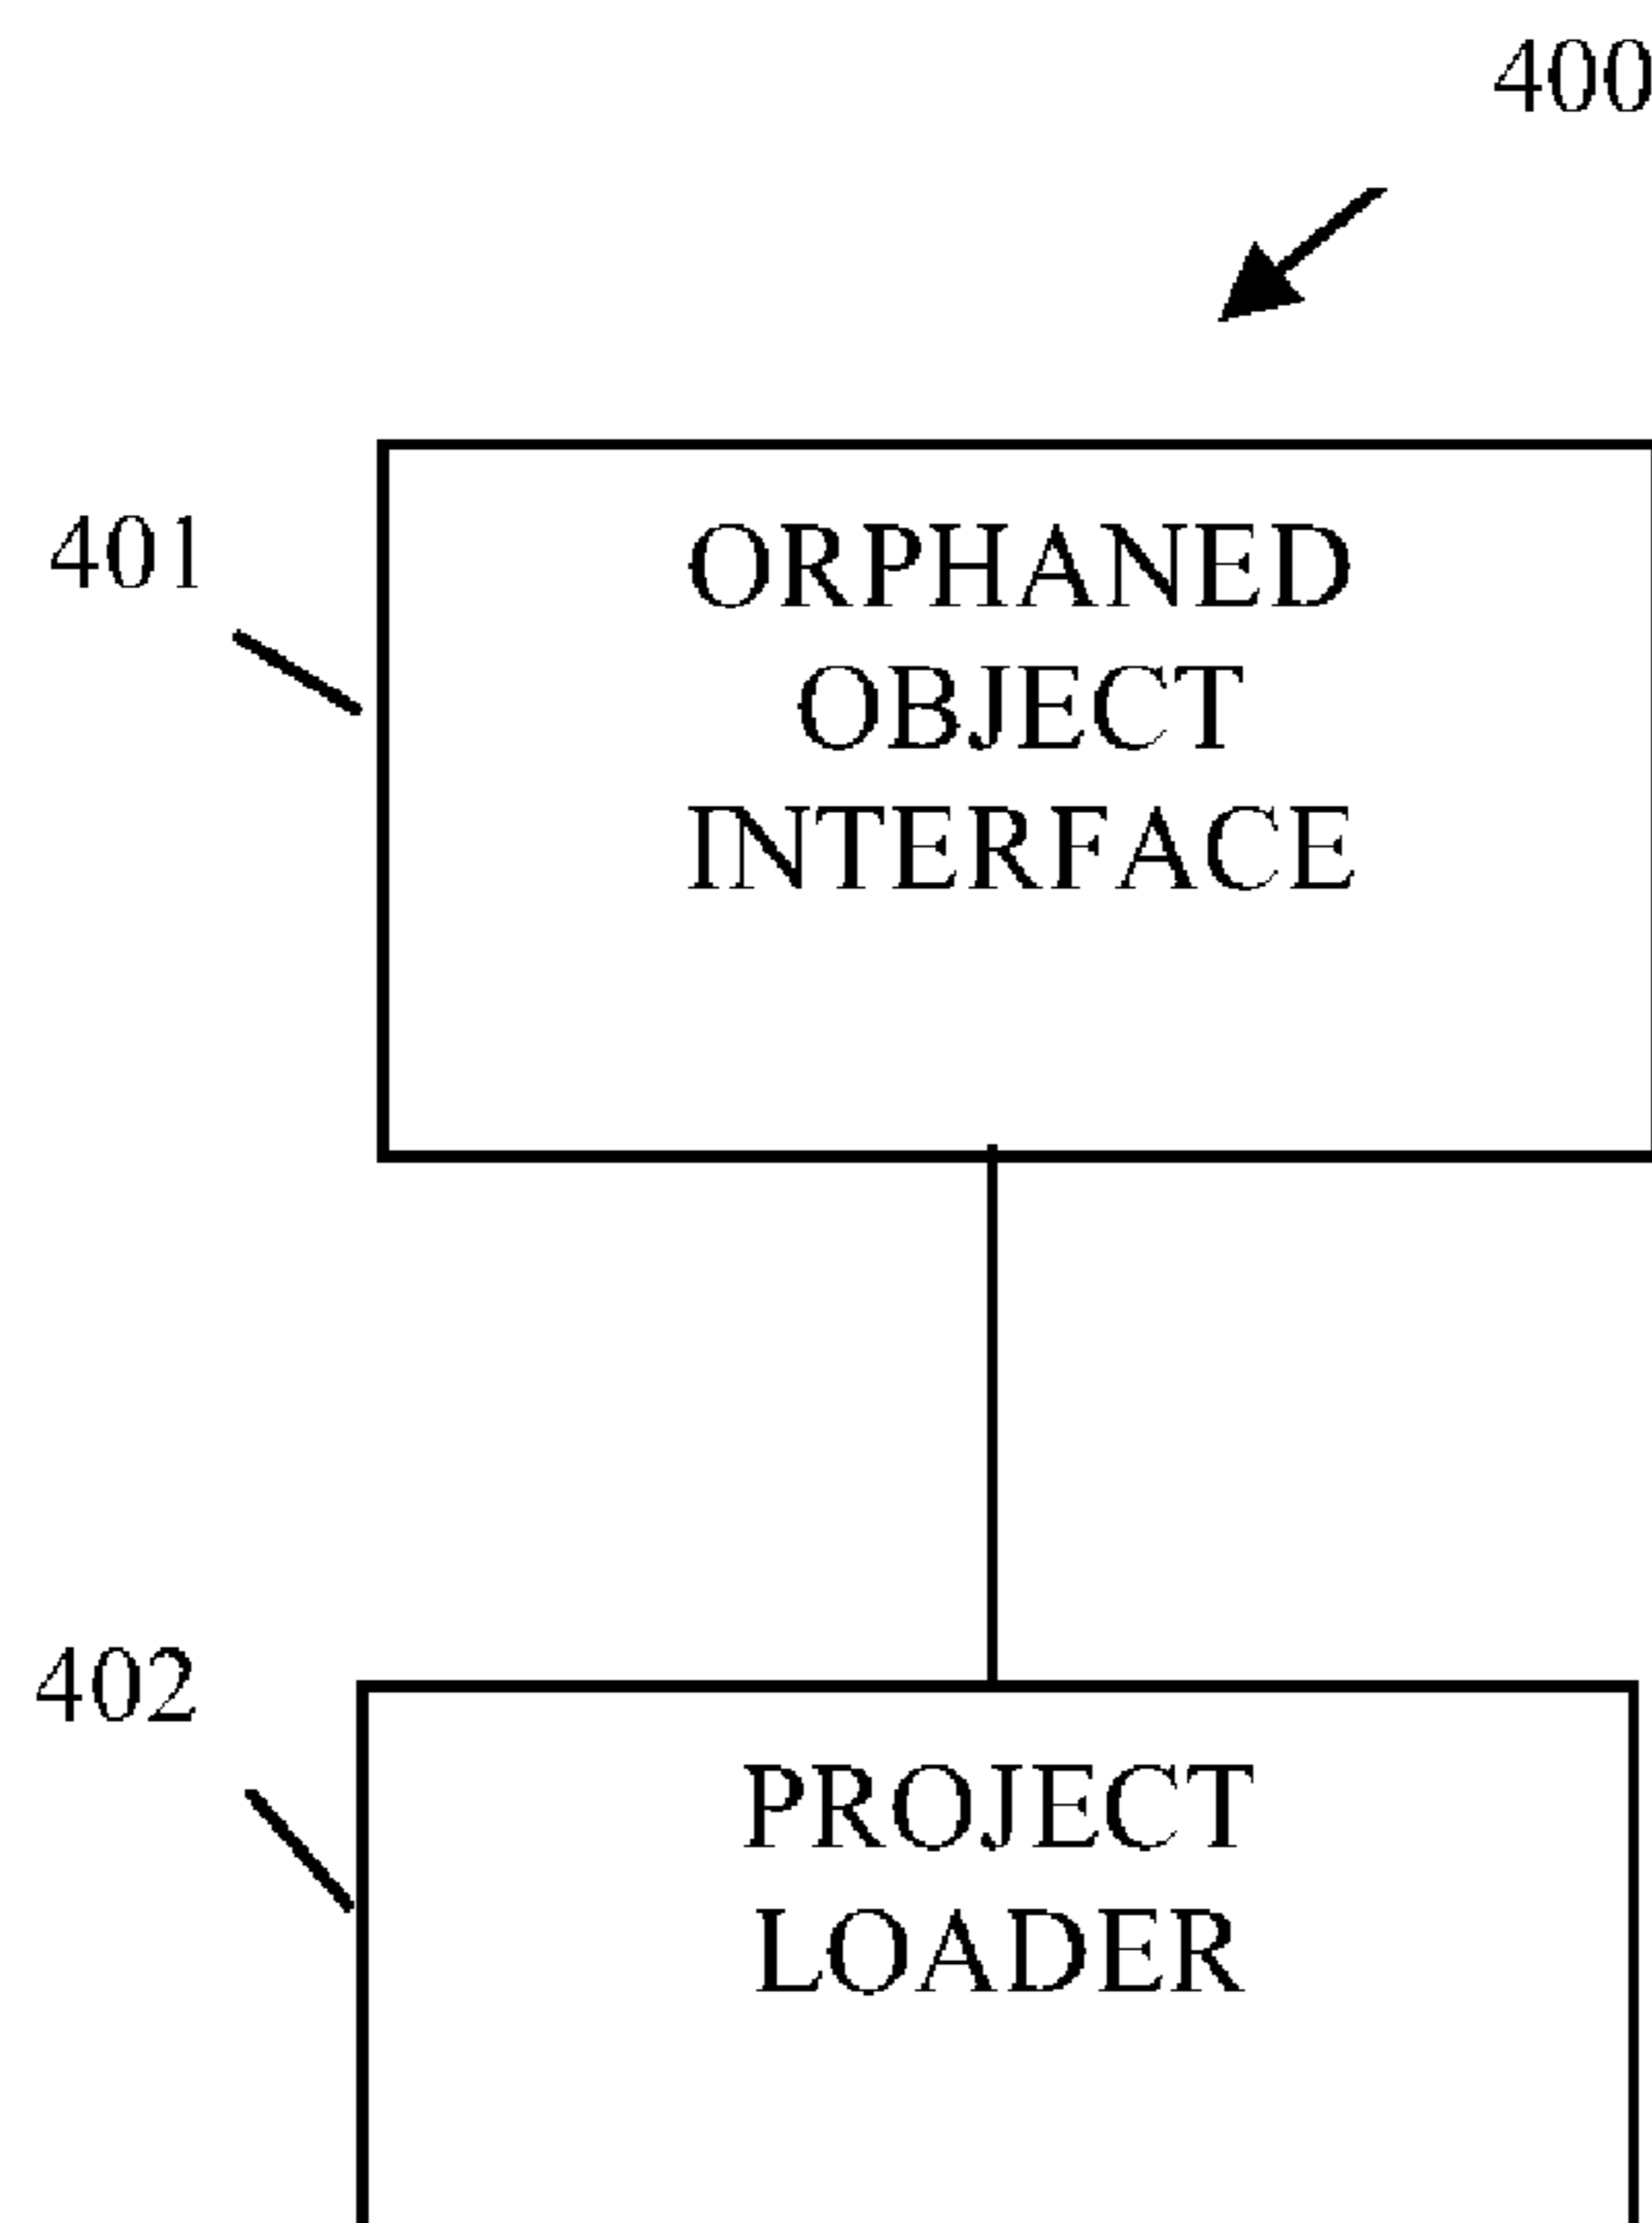 400
401
ORPHANED
OBJECT
INTERFACE
402
PROJECT
LOADER